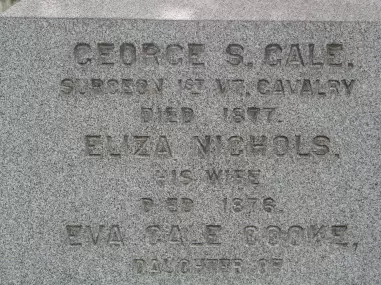 GEORGE S. GALE.
SURGEON 1ST VT. CAVALRY
DIED 1877.
ELIZA NICHOLS.
HIS WIFE
DIED 1876.
EVA GALE COOKE,
DAUGHTER OF